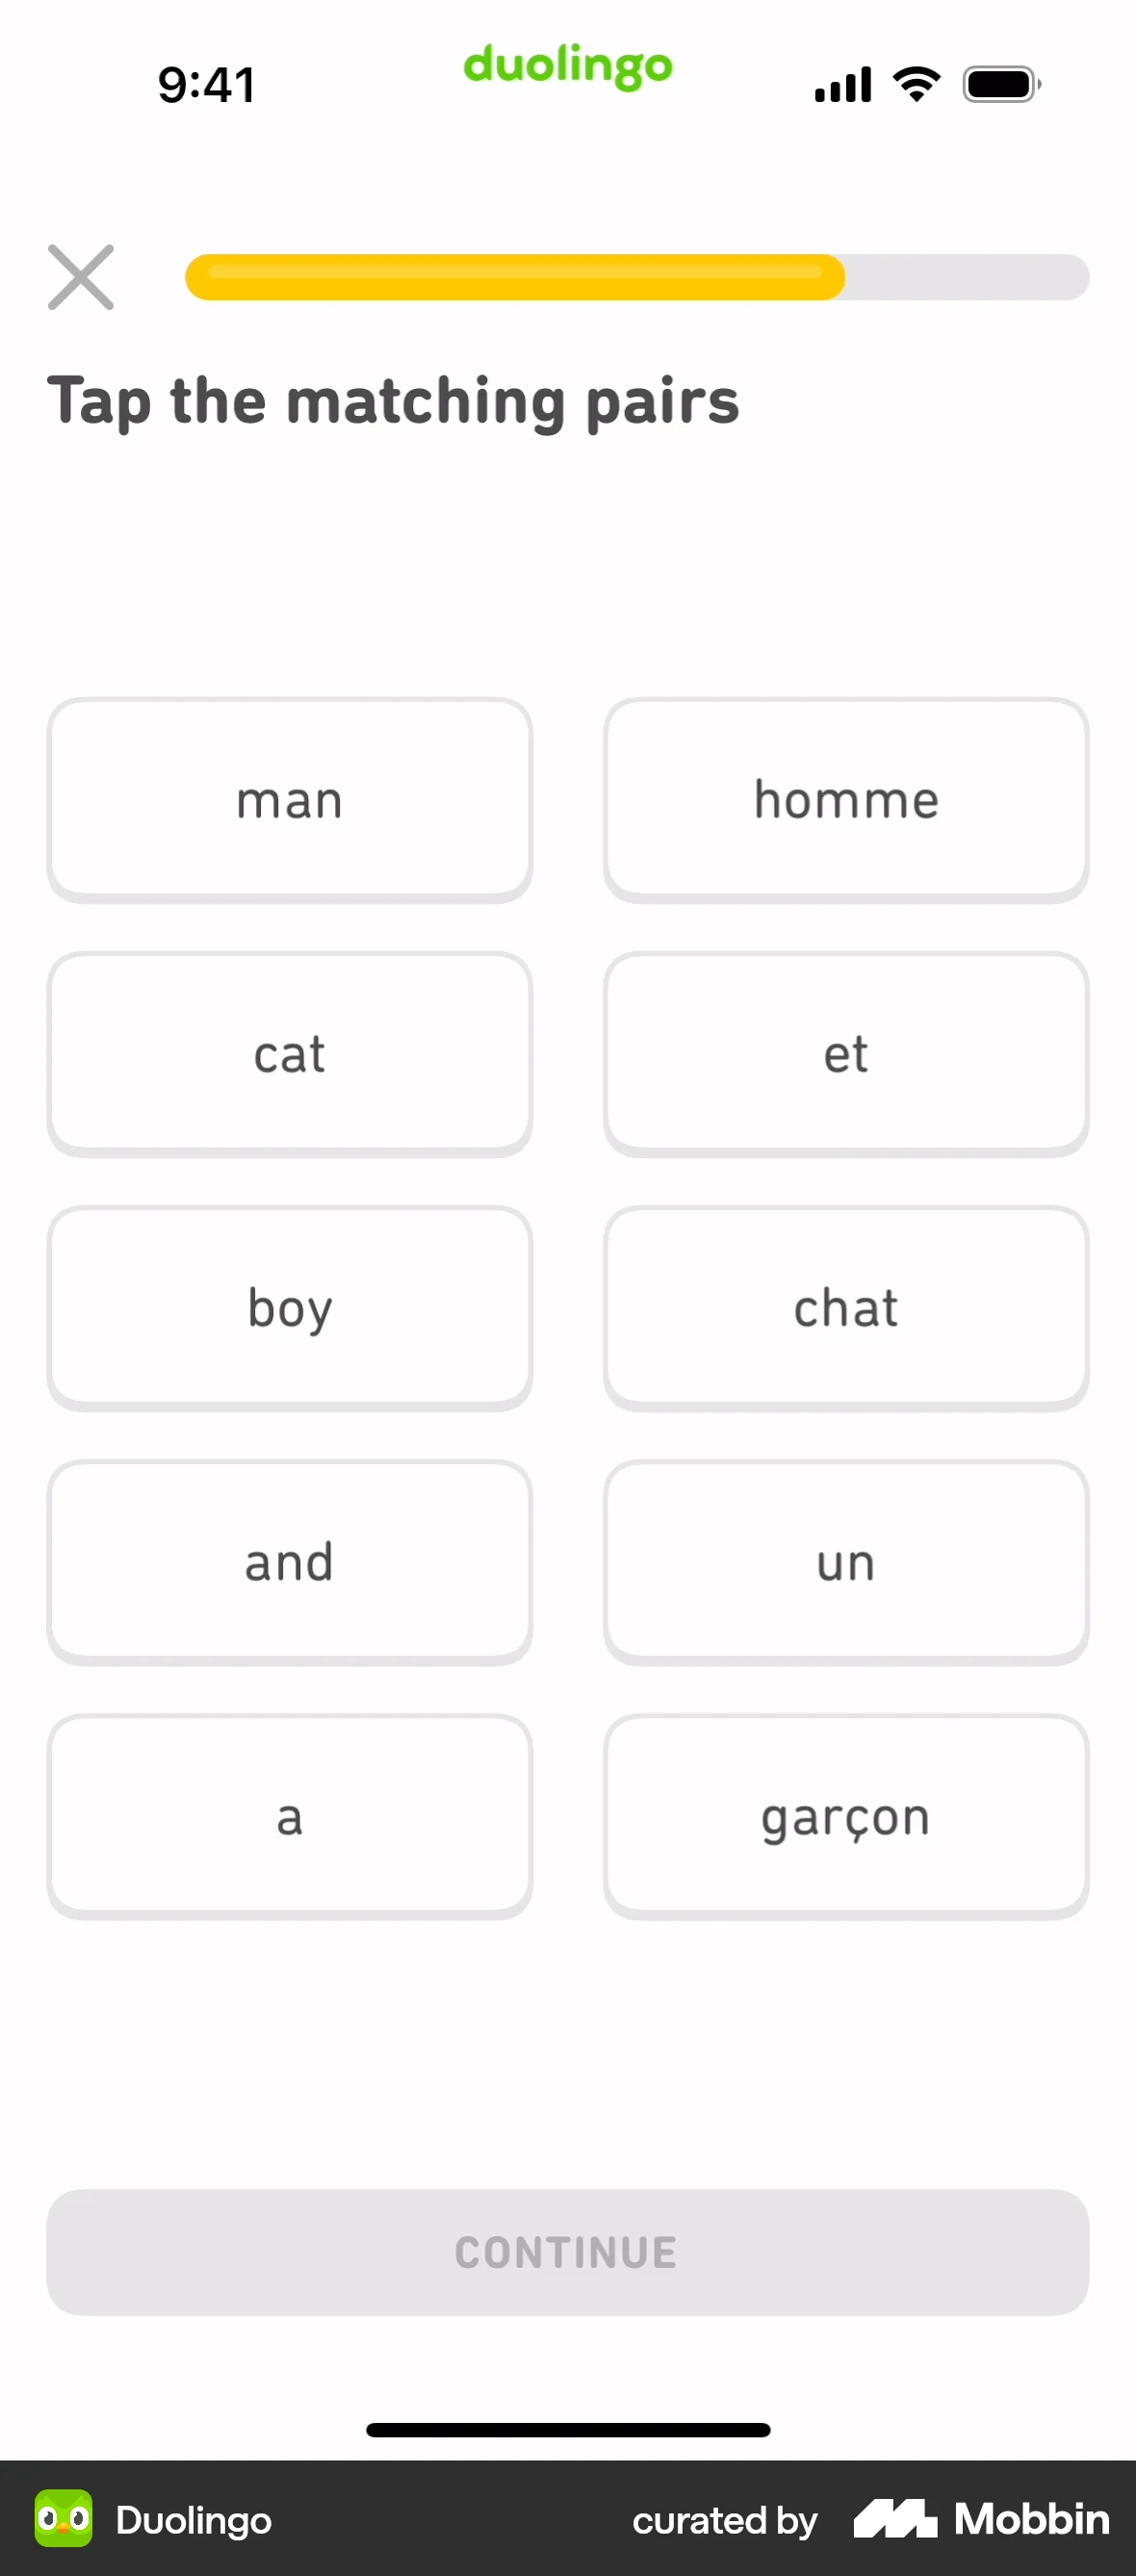 9:41
duolingo
Tap the matching pairs
man
homme
cat
et
boy
chat
and
un
a
garçon
CONTINUE
Duolingo
curated by Mobbin